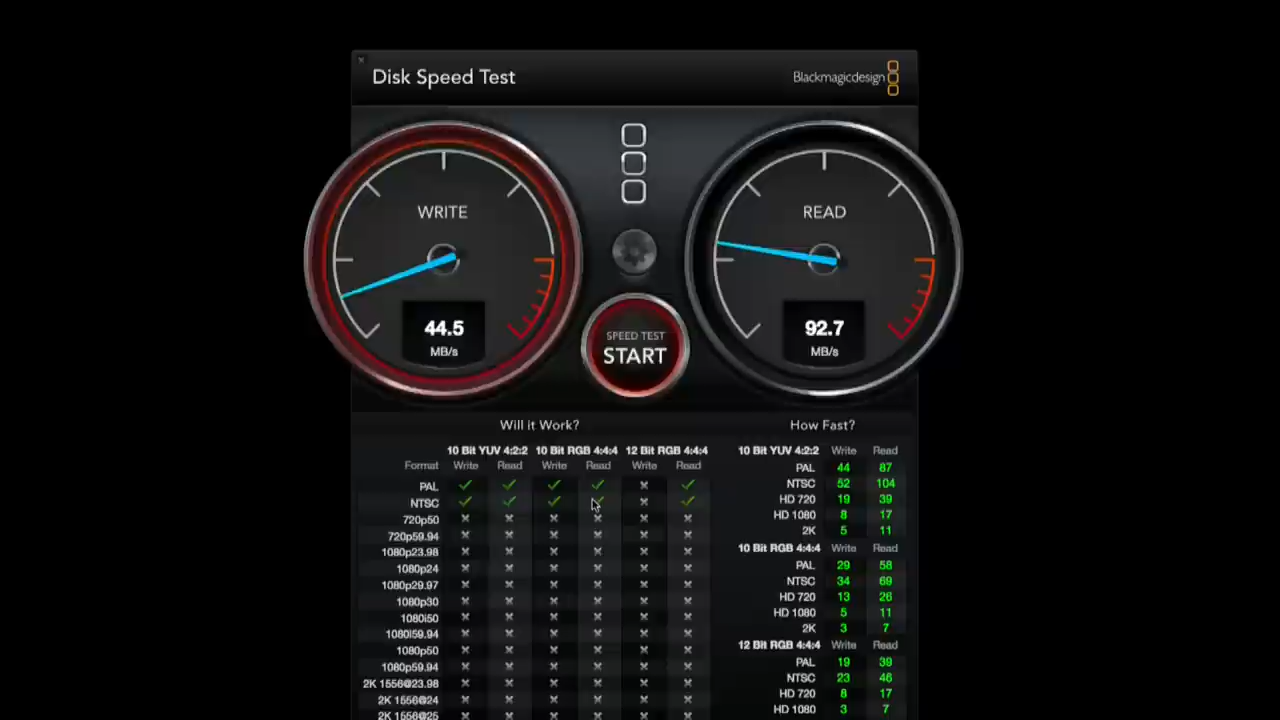 Disk Speed Test
Blackmagicdesign
WRITE
44.5
MB/s
SPEED TEST
START
READ
92.7
MB/s
Will it Work?
10 Bit YUV 4:2:2 10 Bit RGB 4:4:4 12 Bit RGB 4:4:4
Format Write Read Write Read Write Read
PAL
NTSC
720p50
720p59.94
1080p23.98
1080p24
1080p29.97
1080p30
1080i50
1080i59.94
1080p50
1080p59.94
2K 1556@23.98
2K 1556@24
2K 1556@25
How Fast?
10 Bit YUV 4:2:2 Write Read
PAL 44 87
NTSC 52 104
HD 720 19 39
HD 1080 8 17
2K 5 11
10 Bit RGB 4:4:4 Write Read
PAL 29 58
NTSC 34 69
HD 720 13 26
HD 1080 5 11
2K 3 7
12 Bit RGB 4:4:4 Write Read
PAL 19 39
NTSC 23 46
HD 720 8 17
HD 1080 3 7